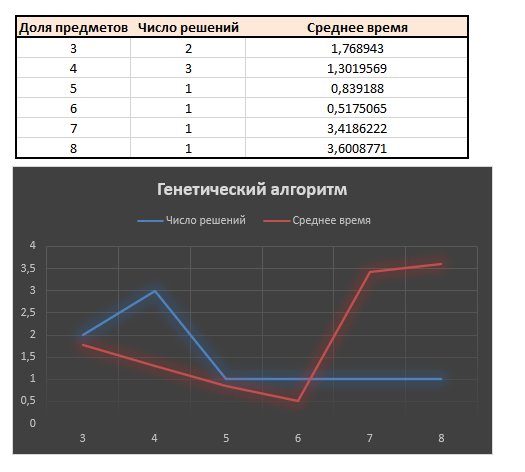 Доля предметов Число решений Среднее время
3 2 1,768943
4 3 1,3019569
5 1 0,839188
6 1 0,5175065
7 1 3,4186222
8 1 3,6008771
Генетический алгоритм
Число решений Среднее время
4
3,5
3
2,5
2
1,5
1
0,5
0
3 4 5 6 7 8